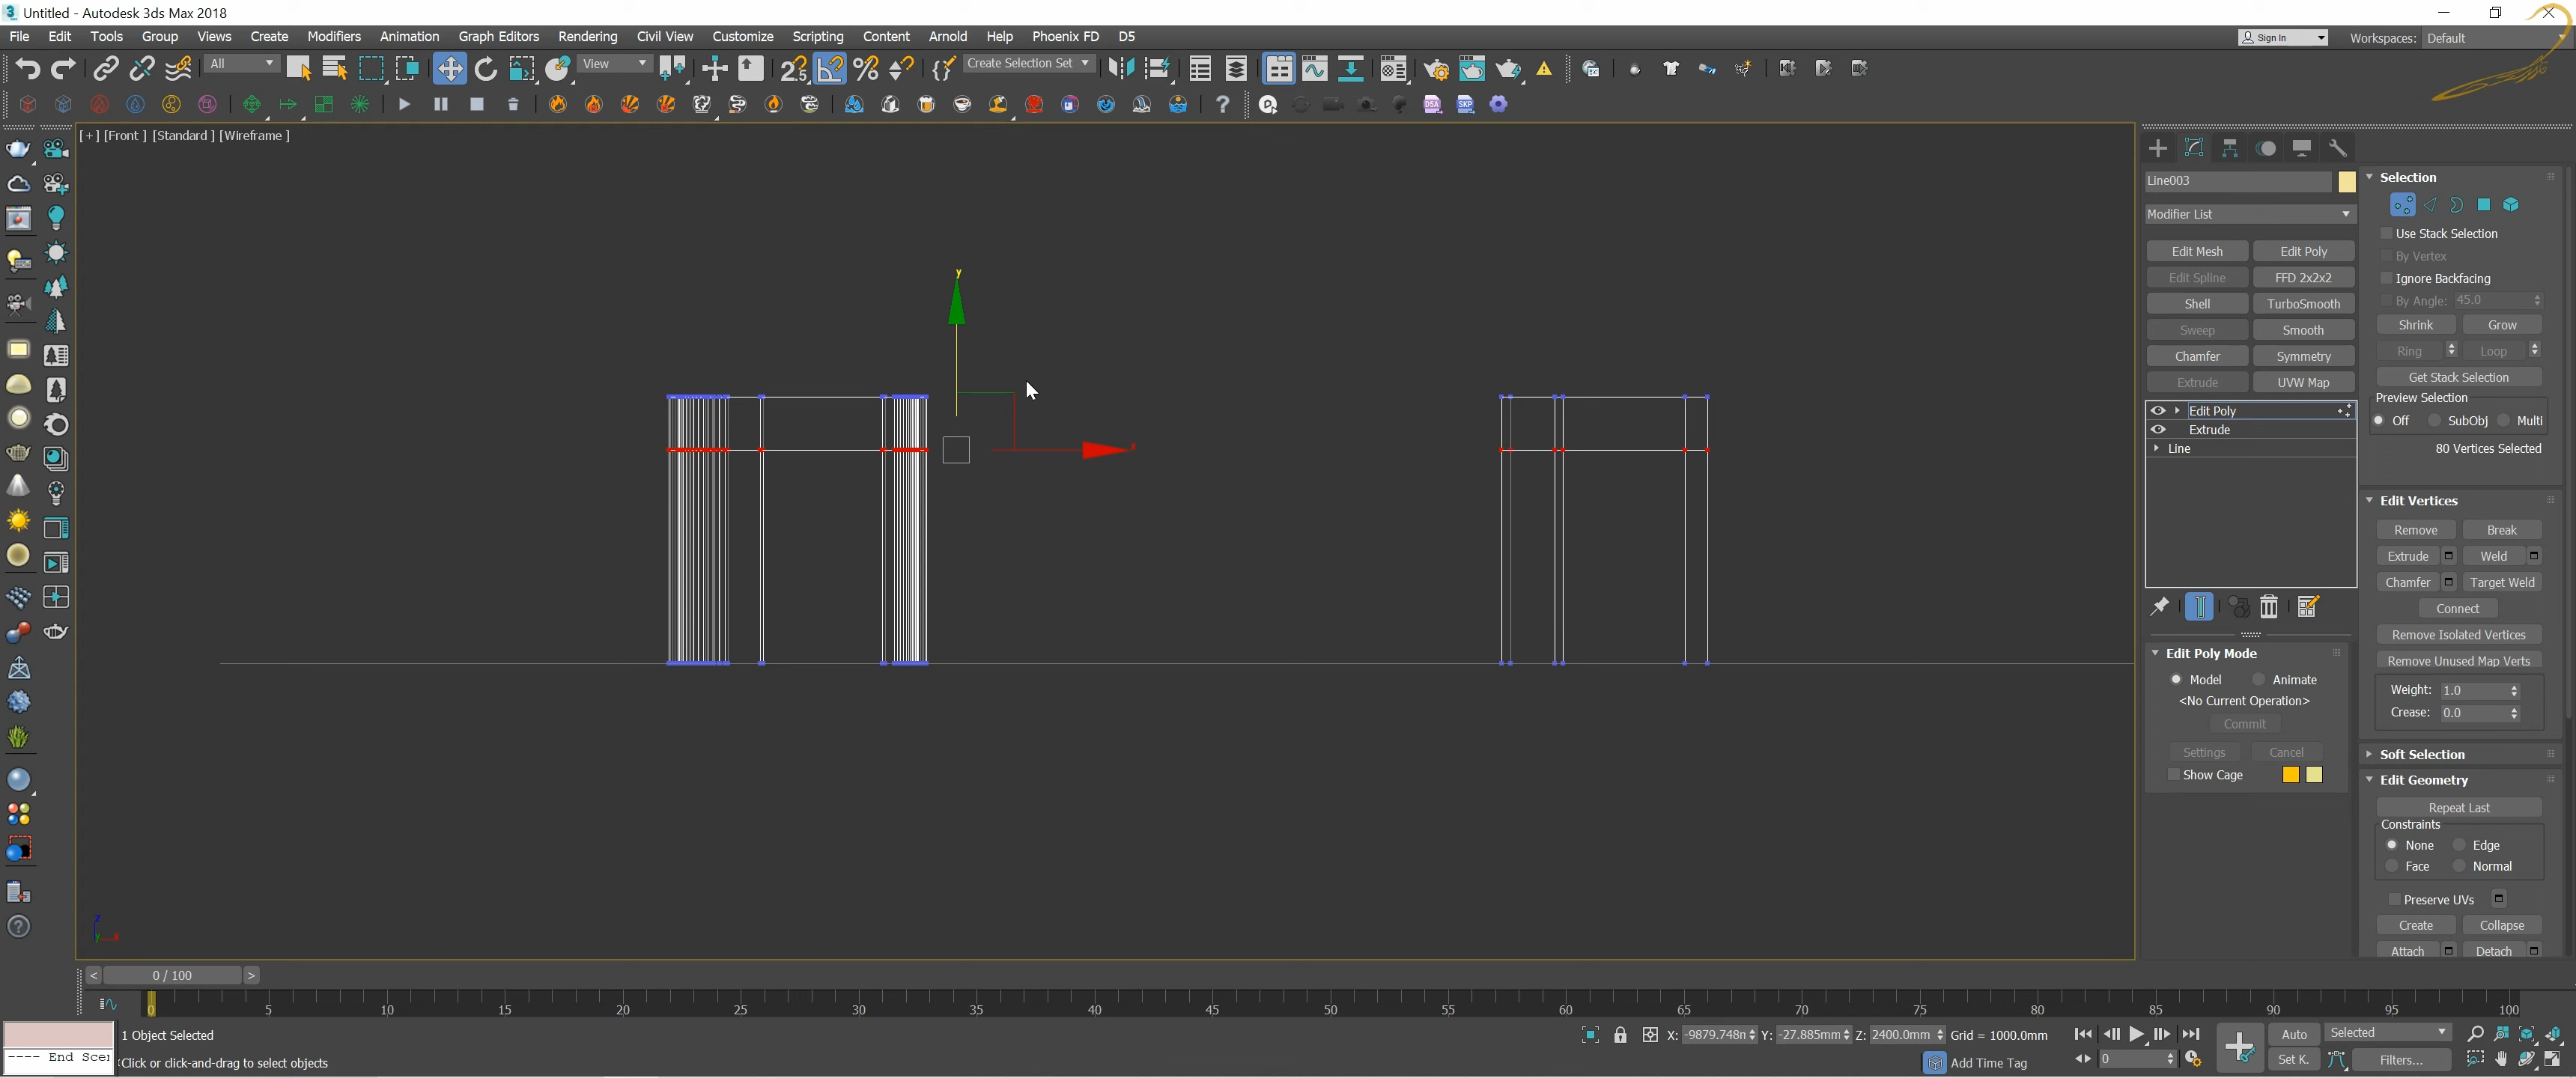 Untitled - Autodesk 3ds Max 2018
File Edit Tools Group Views Create Modifiers Animation Graph Editors Rendering Civil View Customize Scripting Content Arnold Help Phoenix FD D5
Sign In Workspaces: Default
All View Create Selection Set
[+] [Front ] [Standard ] [Wireframe ]
y
x
z
Line003
Modifier List
Edit Mesh Edit Poly
Edit Spline FFD 2x2x2
Shell TurboSmooth
Sweep Smooth
Chamfer Symmetry
Extrude UVW Map
Edit Poly
Extrude
Line
Edit Poly Mode
Model Animate
<No Current Operation>
Commit
Settings Cancel
Show Cage
Selection
Use Stack Selection
By Vertex
Ignore Backfacing
By Angle: 45.0
Shrink Grow
Ring Loop
Get Stack Selection
Preview Selection
Off SubObj Multi
80 Vertices Selected
Edit Vertices
Remove Break
Extrude Weld
Chamfer Target Weld
Connect
Remove Isolated Vertices
Remove Unused Map Verts
Weight: 1.0
Crease: 0.0
Soft Selection
Edit Geometry
Repeat Last
Constraints
None Edge
Face Normal
Preserve UVs
Create Collapse
Attach Detach
< 0 / 100 >
0 5 10 15 20 25 30 35 40 45 50 55 60 65 70 75 80 85 90 95 100
1 Object Selected
X: -9879.748n Y: -27.885mm Z: 2400.0mm Grid = 1000.0mm
Auto Selected
---- End Scer
Click or click-and-drag to select objects
Add Time Tag
0
Set K. Filters...